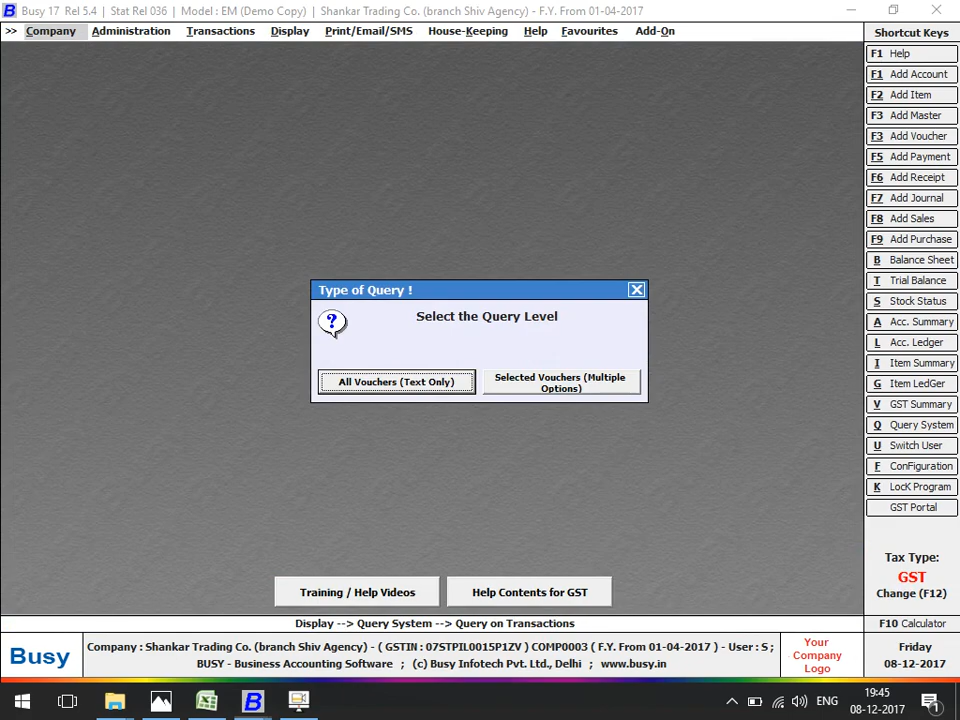 Busy 17 Rel 5.4 | Stat Rel 036 | Model : EM (Demo Copy) | Shankar Trading Co. (branch Shiv Agency) - F.Y. From 01-04-2017
>> Company Administration Transactions Display Print/Email/SMS House-Keeping Help Favourites Add-On
Shortcut Keys
F1 Help
F1 Add Account
F2 Add Item
F3 Add Master
F3 Add Voucher
F5 Add Payment
F6 Add Receipt
F7 Add Journal
F8 Add Sales
F9 Add Purchase
B Balance Sheet
T Trial Balance
S Stock Status
A Acc. Summary
L Acc. Ledger
I Item Summary
G Item LedGer
V GST Summary
Q Query System
U Switch User
F ConFiguration
K LocK Program
GST Portal
Tax Type:
GST
Change (F12)
F10 Calculator
Type of Query !
?
Select the Query Level
All Vouchers (Text Only)
Selected Vouchers (Multiple
Options)
Training / Help Videos
Help Contents for GST
Display --> Query System --> Query on Transactions
Busy
Company : Shankar Trading Co. (branch Shiv Agency) - ( GSTIN : 07STPIL0015P1ZV ) COMP0003 ( F.Y. From 01-04-2017 ) - User : S ;
BUSY - Business Accounting Software ; (c) Busy Infotech Pvt. Ltd., Delhi ; www.busy.in
Your
Company
Logo
Friday
08-12-2017
B
ENG
19:45
08-12-2017
1